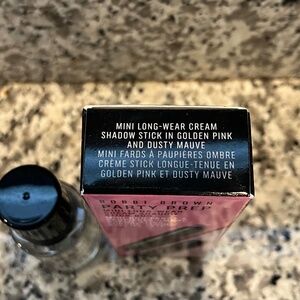 MINI LONG-WEAR CREAM
SHADOW STICK IN GOLDEN PINK
AND DUSTY MAUVE
MINI FARDS À PAUPIÈRES OMBRE
CRÈME STICK LONGUE-TENUE EN
GOLDEN PINK ET DUSTY MAUVE
BOBBI BROWN
PARTY PREP